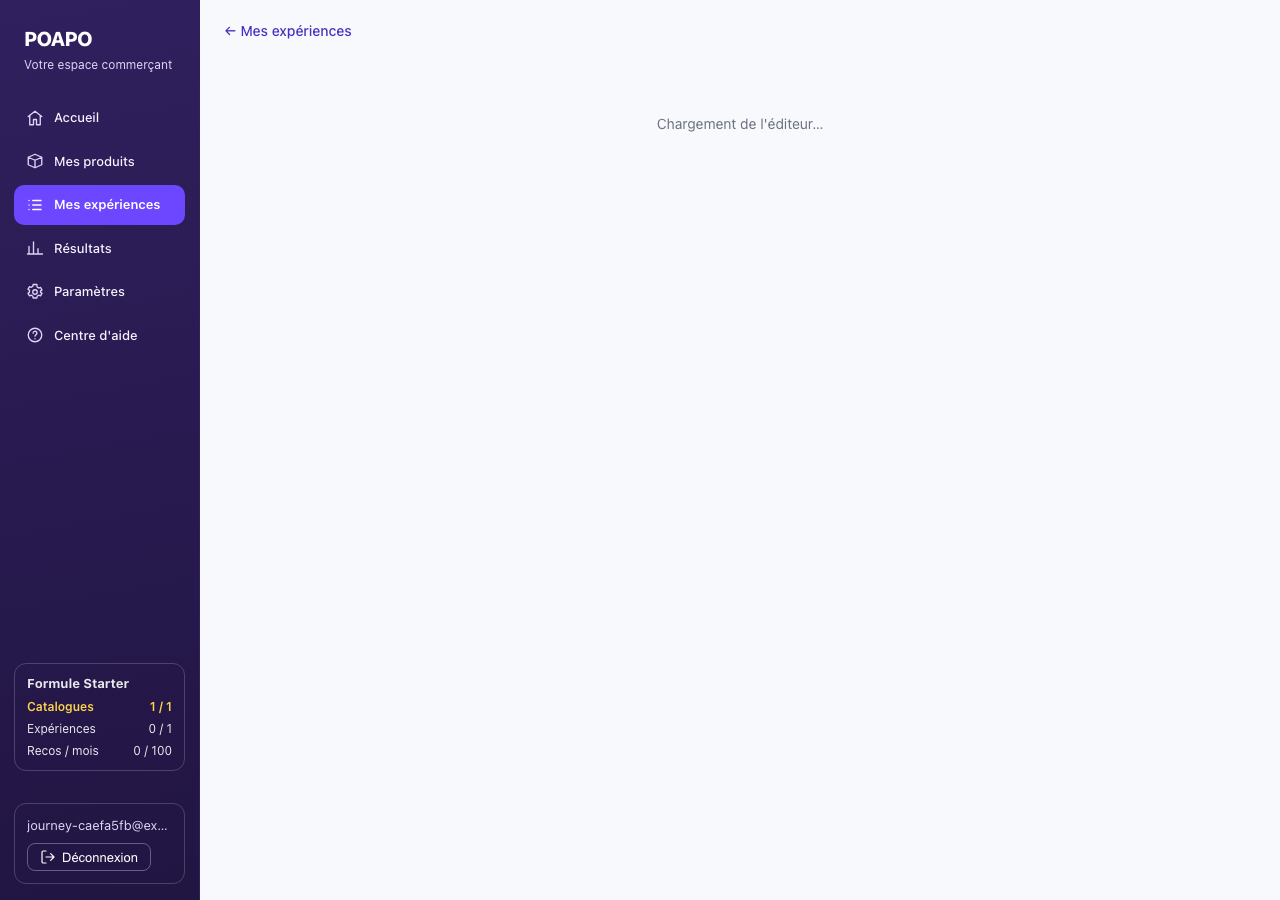 POAPO
Votre espace commerçant
Accueil
Mes produits
Mes expériences
Résultats
Paramètres
Centre d'aide
Formule Starter
Catalogues 1 / 1
Expériences 0 / 1
Recos / mois 0 / 100
journey-caefa5fb@ex...
Déconnexion
← Mes expériences
Chargement de l'éditeur...